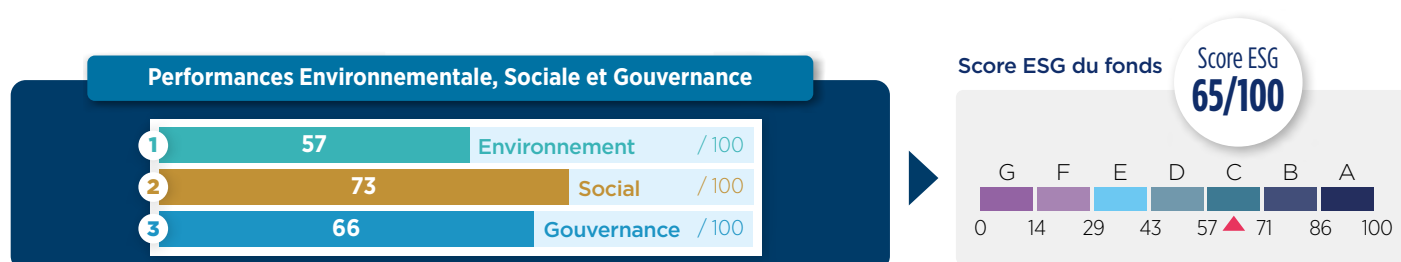 Performances Environnementale, Sociale et Gouvernance
1 57 Environnement / 100
2 73 Social / 100
3 66 Gouvernance / 100
Score ESG du fonds
Score ESG
65/100
G F E D C B A
0 14 29 43 57 71 86 100